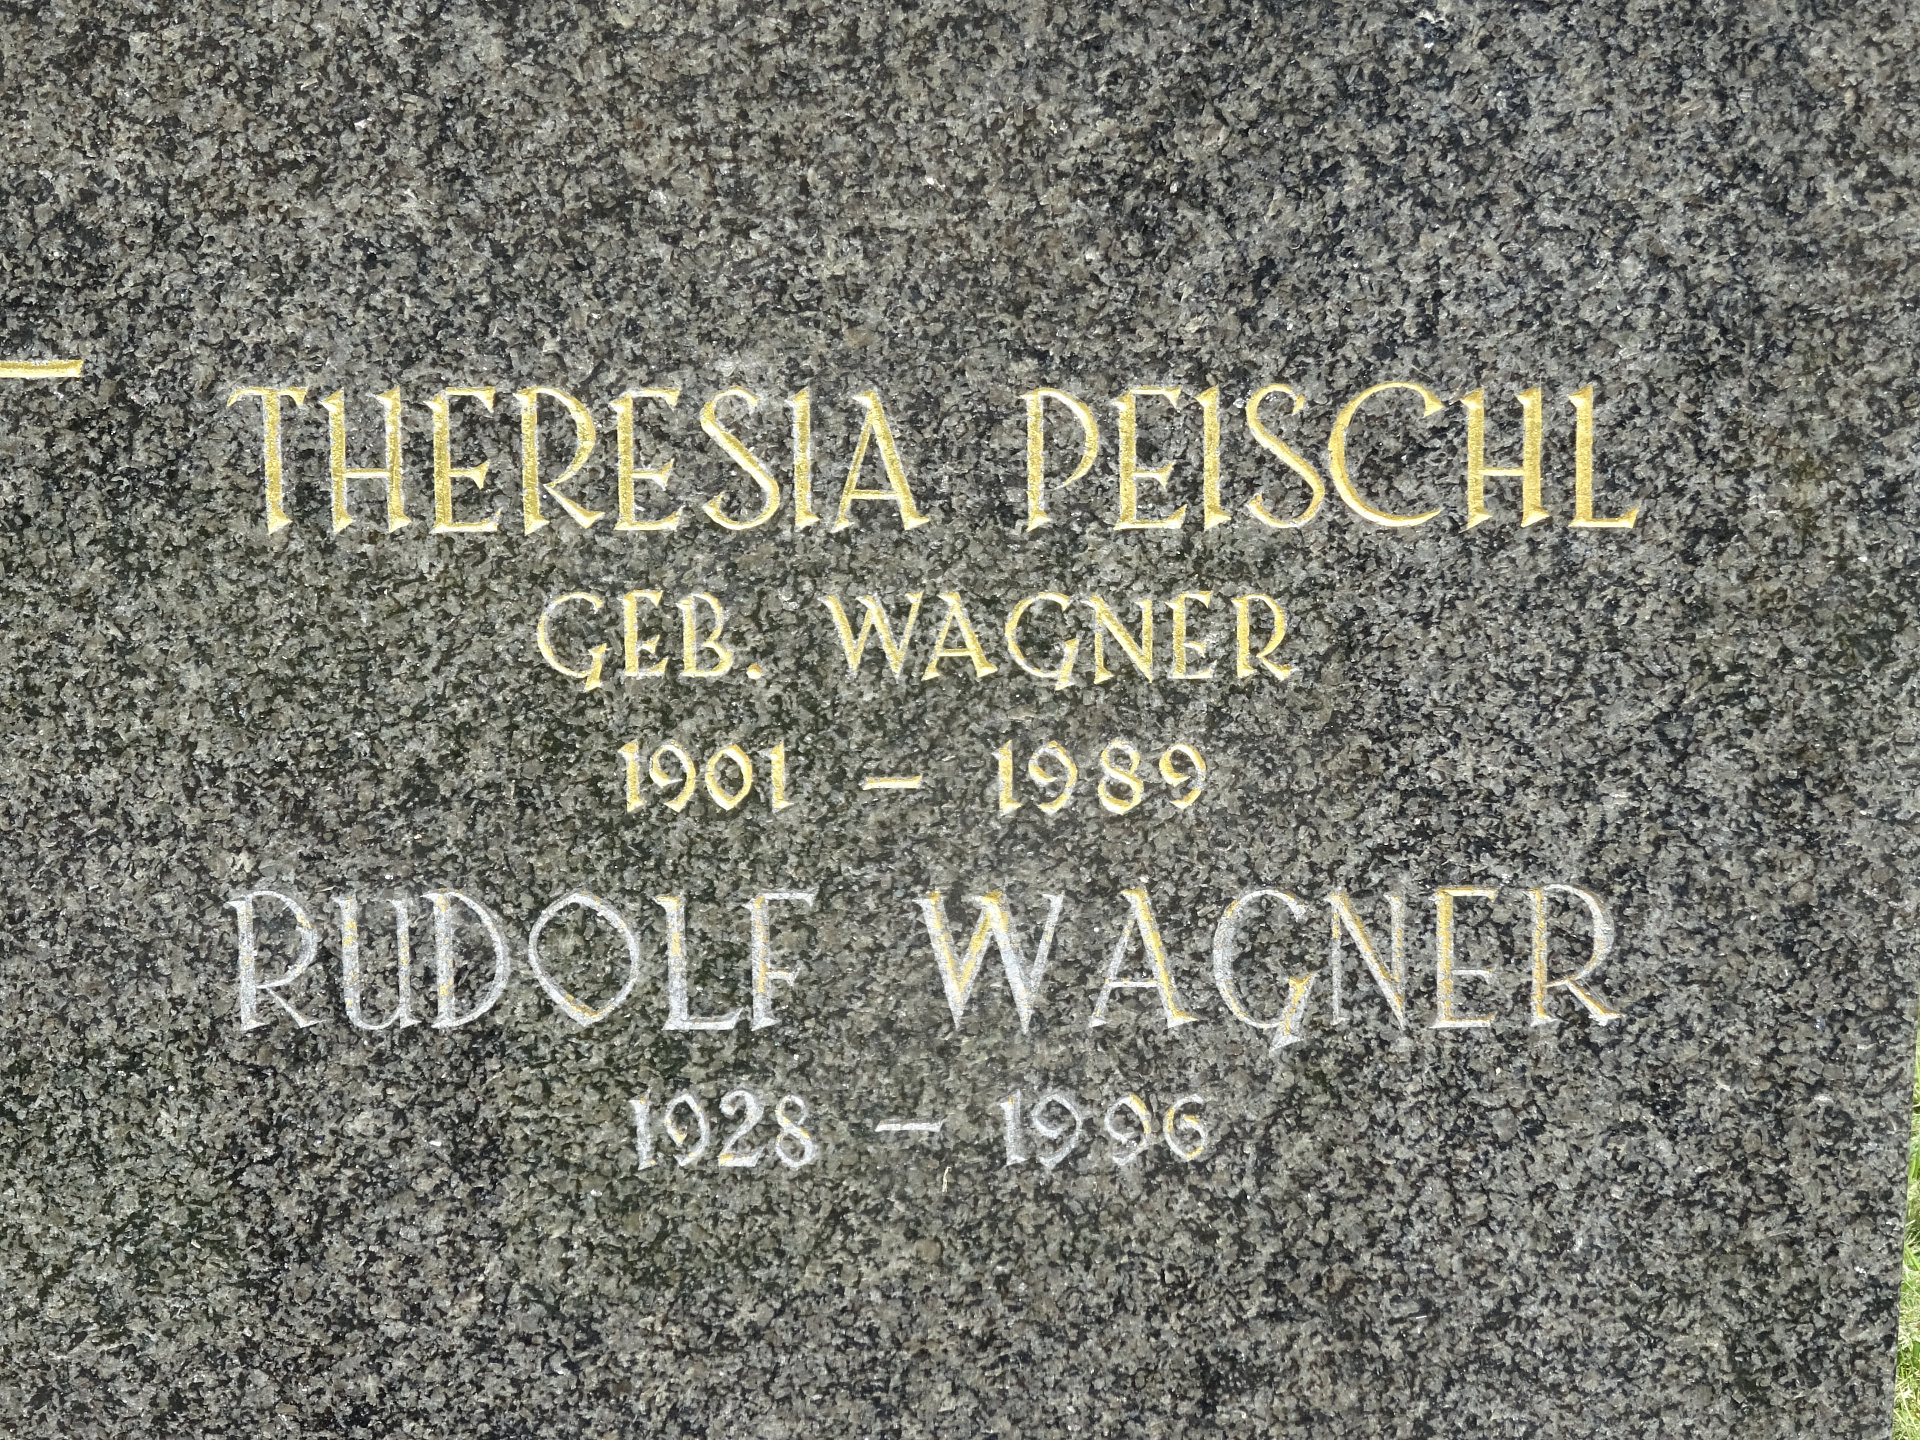 THERESIA PEISCHL
GEB. WAGNER
1901 – 1989
RUDOLF WAGNER
1928 – 1996